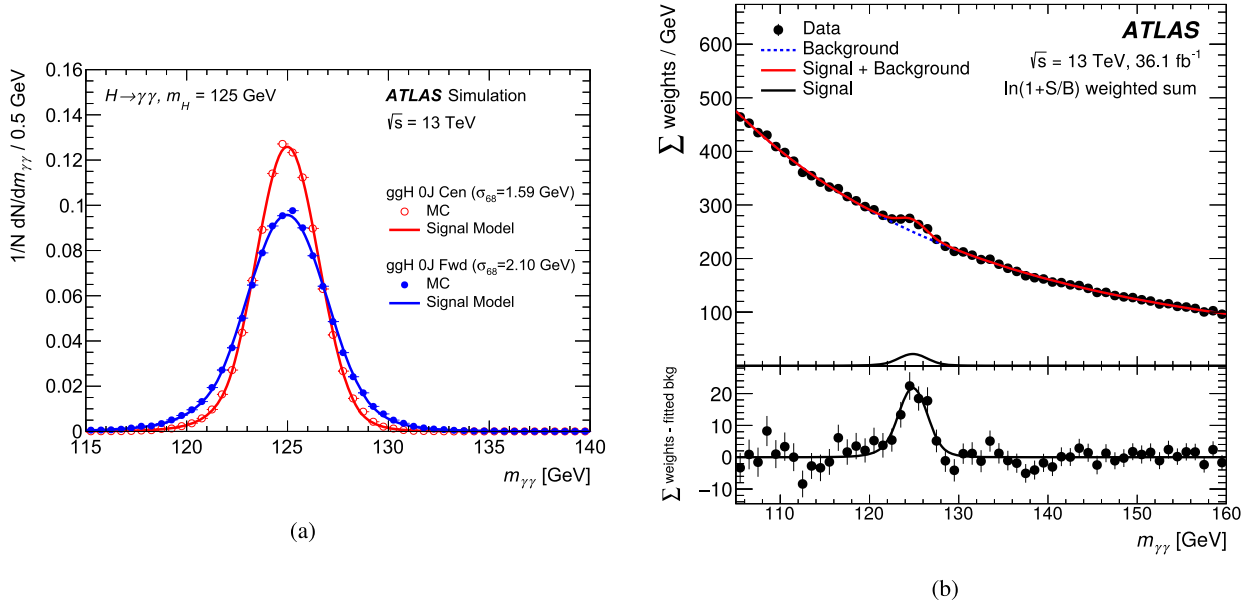 H→γγ, m_H = 125 GeV
ATLAS Simulation
√s = 13 TeV
ggH 0J Cen (σ68=1.59 GeV)
MC
Signal Model
ggH 0J Fwd (σ68=2.10 GeV)
MC
Signal Model
1/N dN/dmγγ / 0.5 GeV
0.16
0.14
0.12
0.1
0.08
0.06
0.04
0.02
0
115 120 125 130 135 140
mγγ [GeV]
(a)
Data
Background
Signal + Background
Signal
ATLAS
√s = 13 TeV, 36.1 fb⁻¹
ln(1+S/B) weighted sum
∑ weights / GeV
600
500
400
300
200
100
∑ weights - fitted bkg
20
10
0
−10
110 120 130 140 150 160
mγγ [GeV]
(b)